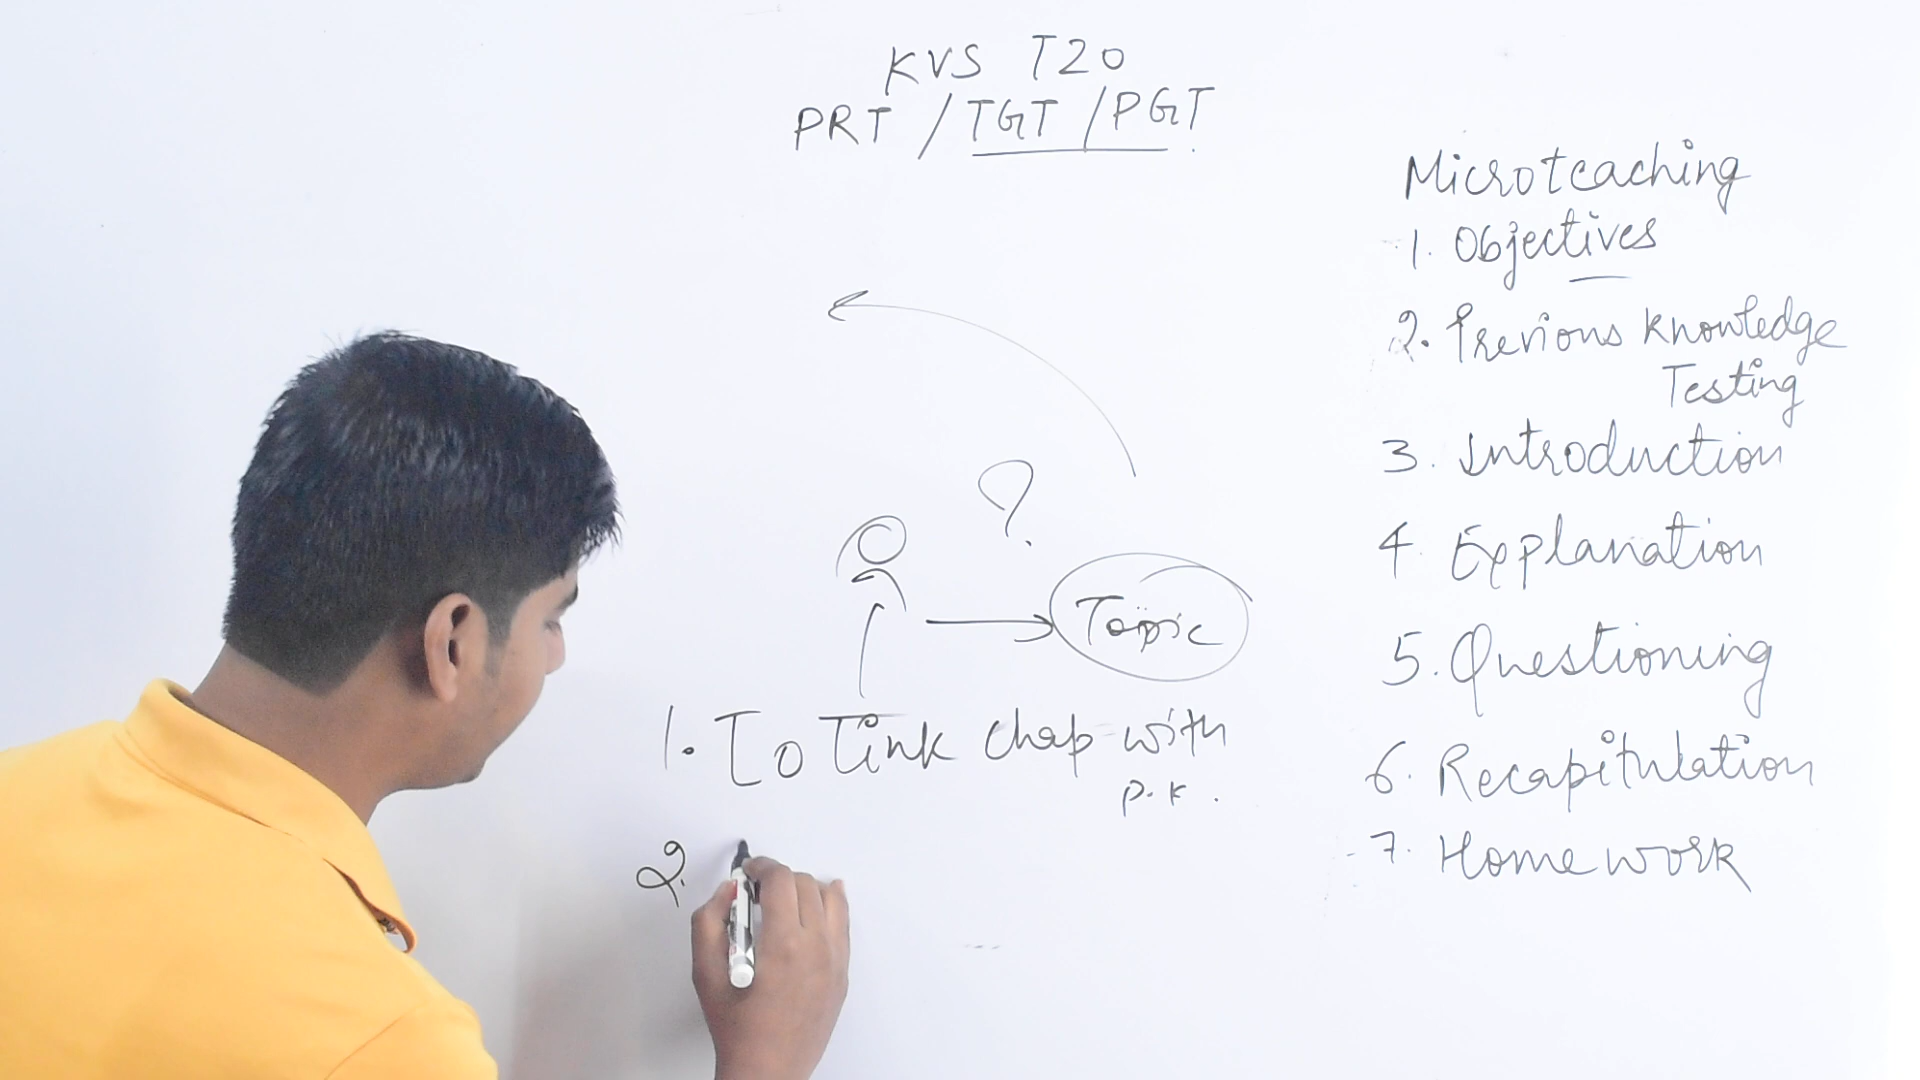 KVS T20
PRT / TGT / PGT
?
Topic
1. To Link chap with
P.K.
2.
Microteaching
1. Objectives
2. Previous Knowledge
Testing
3. Introduction
4. Explanation
5. Questioning
6. Recapitulation
7. Homework